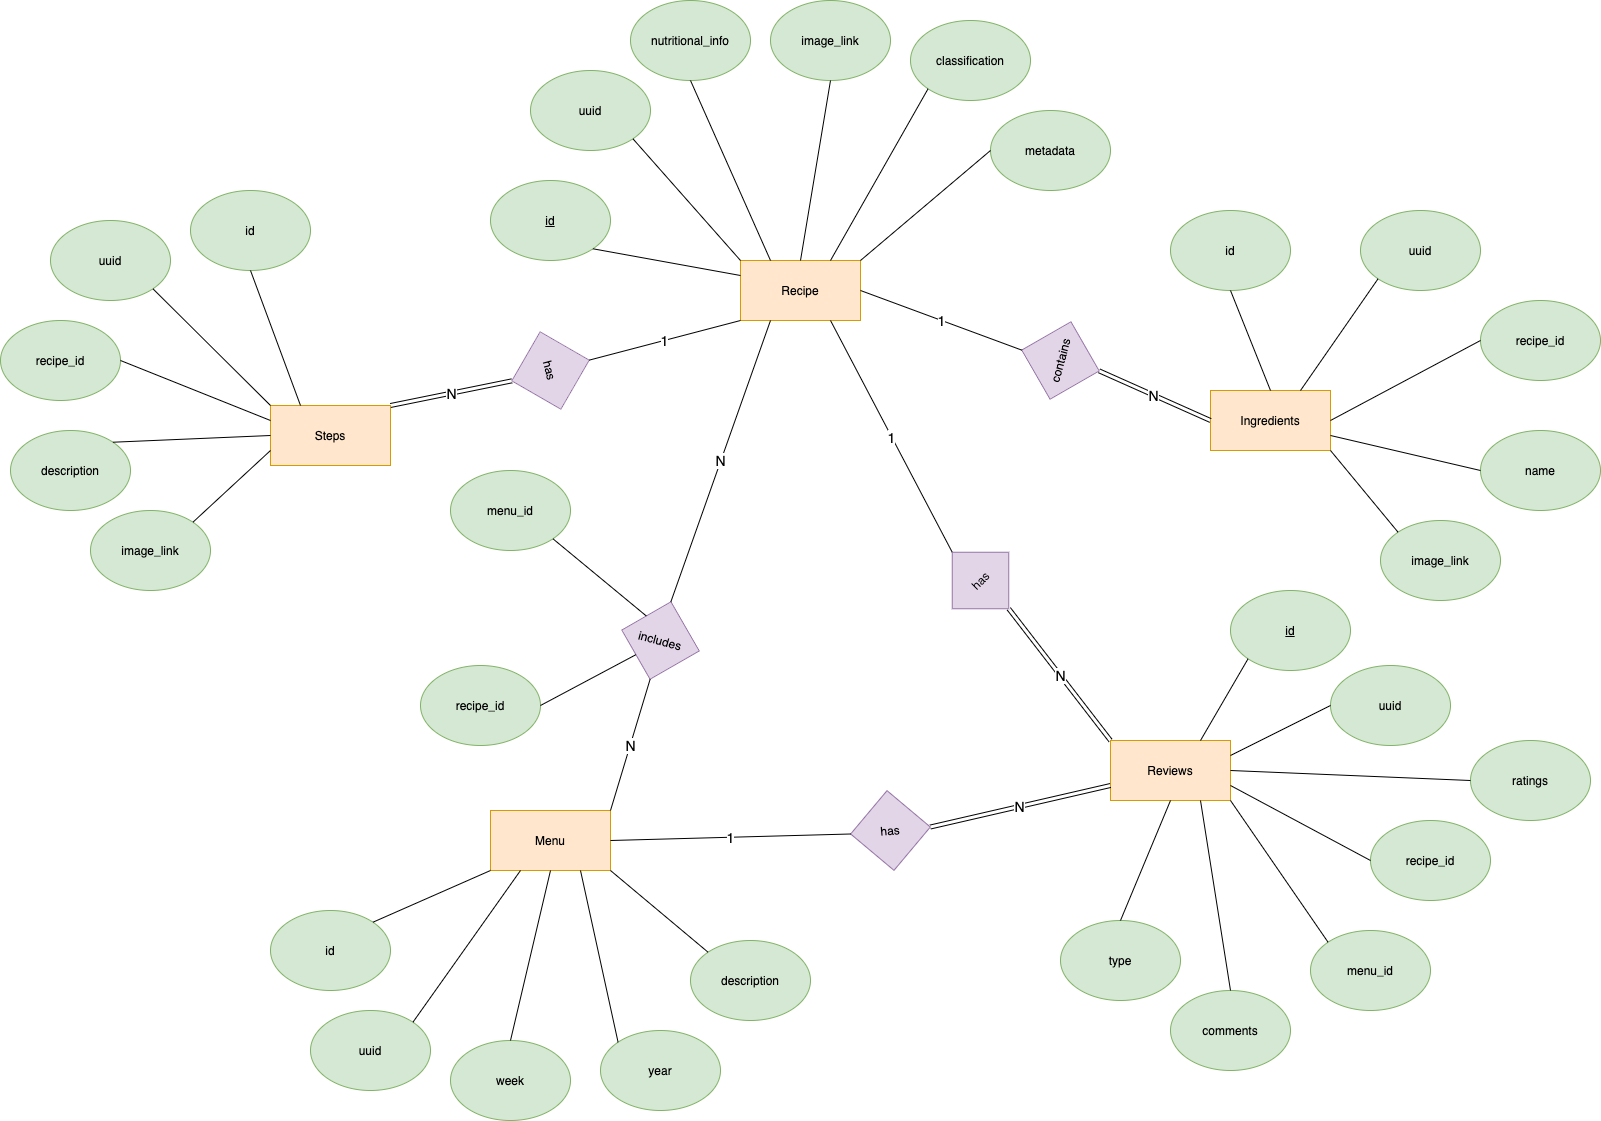 nutritional_info
image_link
classification
uuid
metadata
id
id
uuid
Recipe
id
uuid
recipe_id
recipe_id
1
1
has
contains
N
N
Steps
Ingredients
description
name
image_link
image_link
1
N
menu_id
has
includes
id
N
recipe_id
uuid
N
Reviews
ratings
Menu
1
has
N
recipe_id
id
description
type
menu_id
comments
uuid
week
year